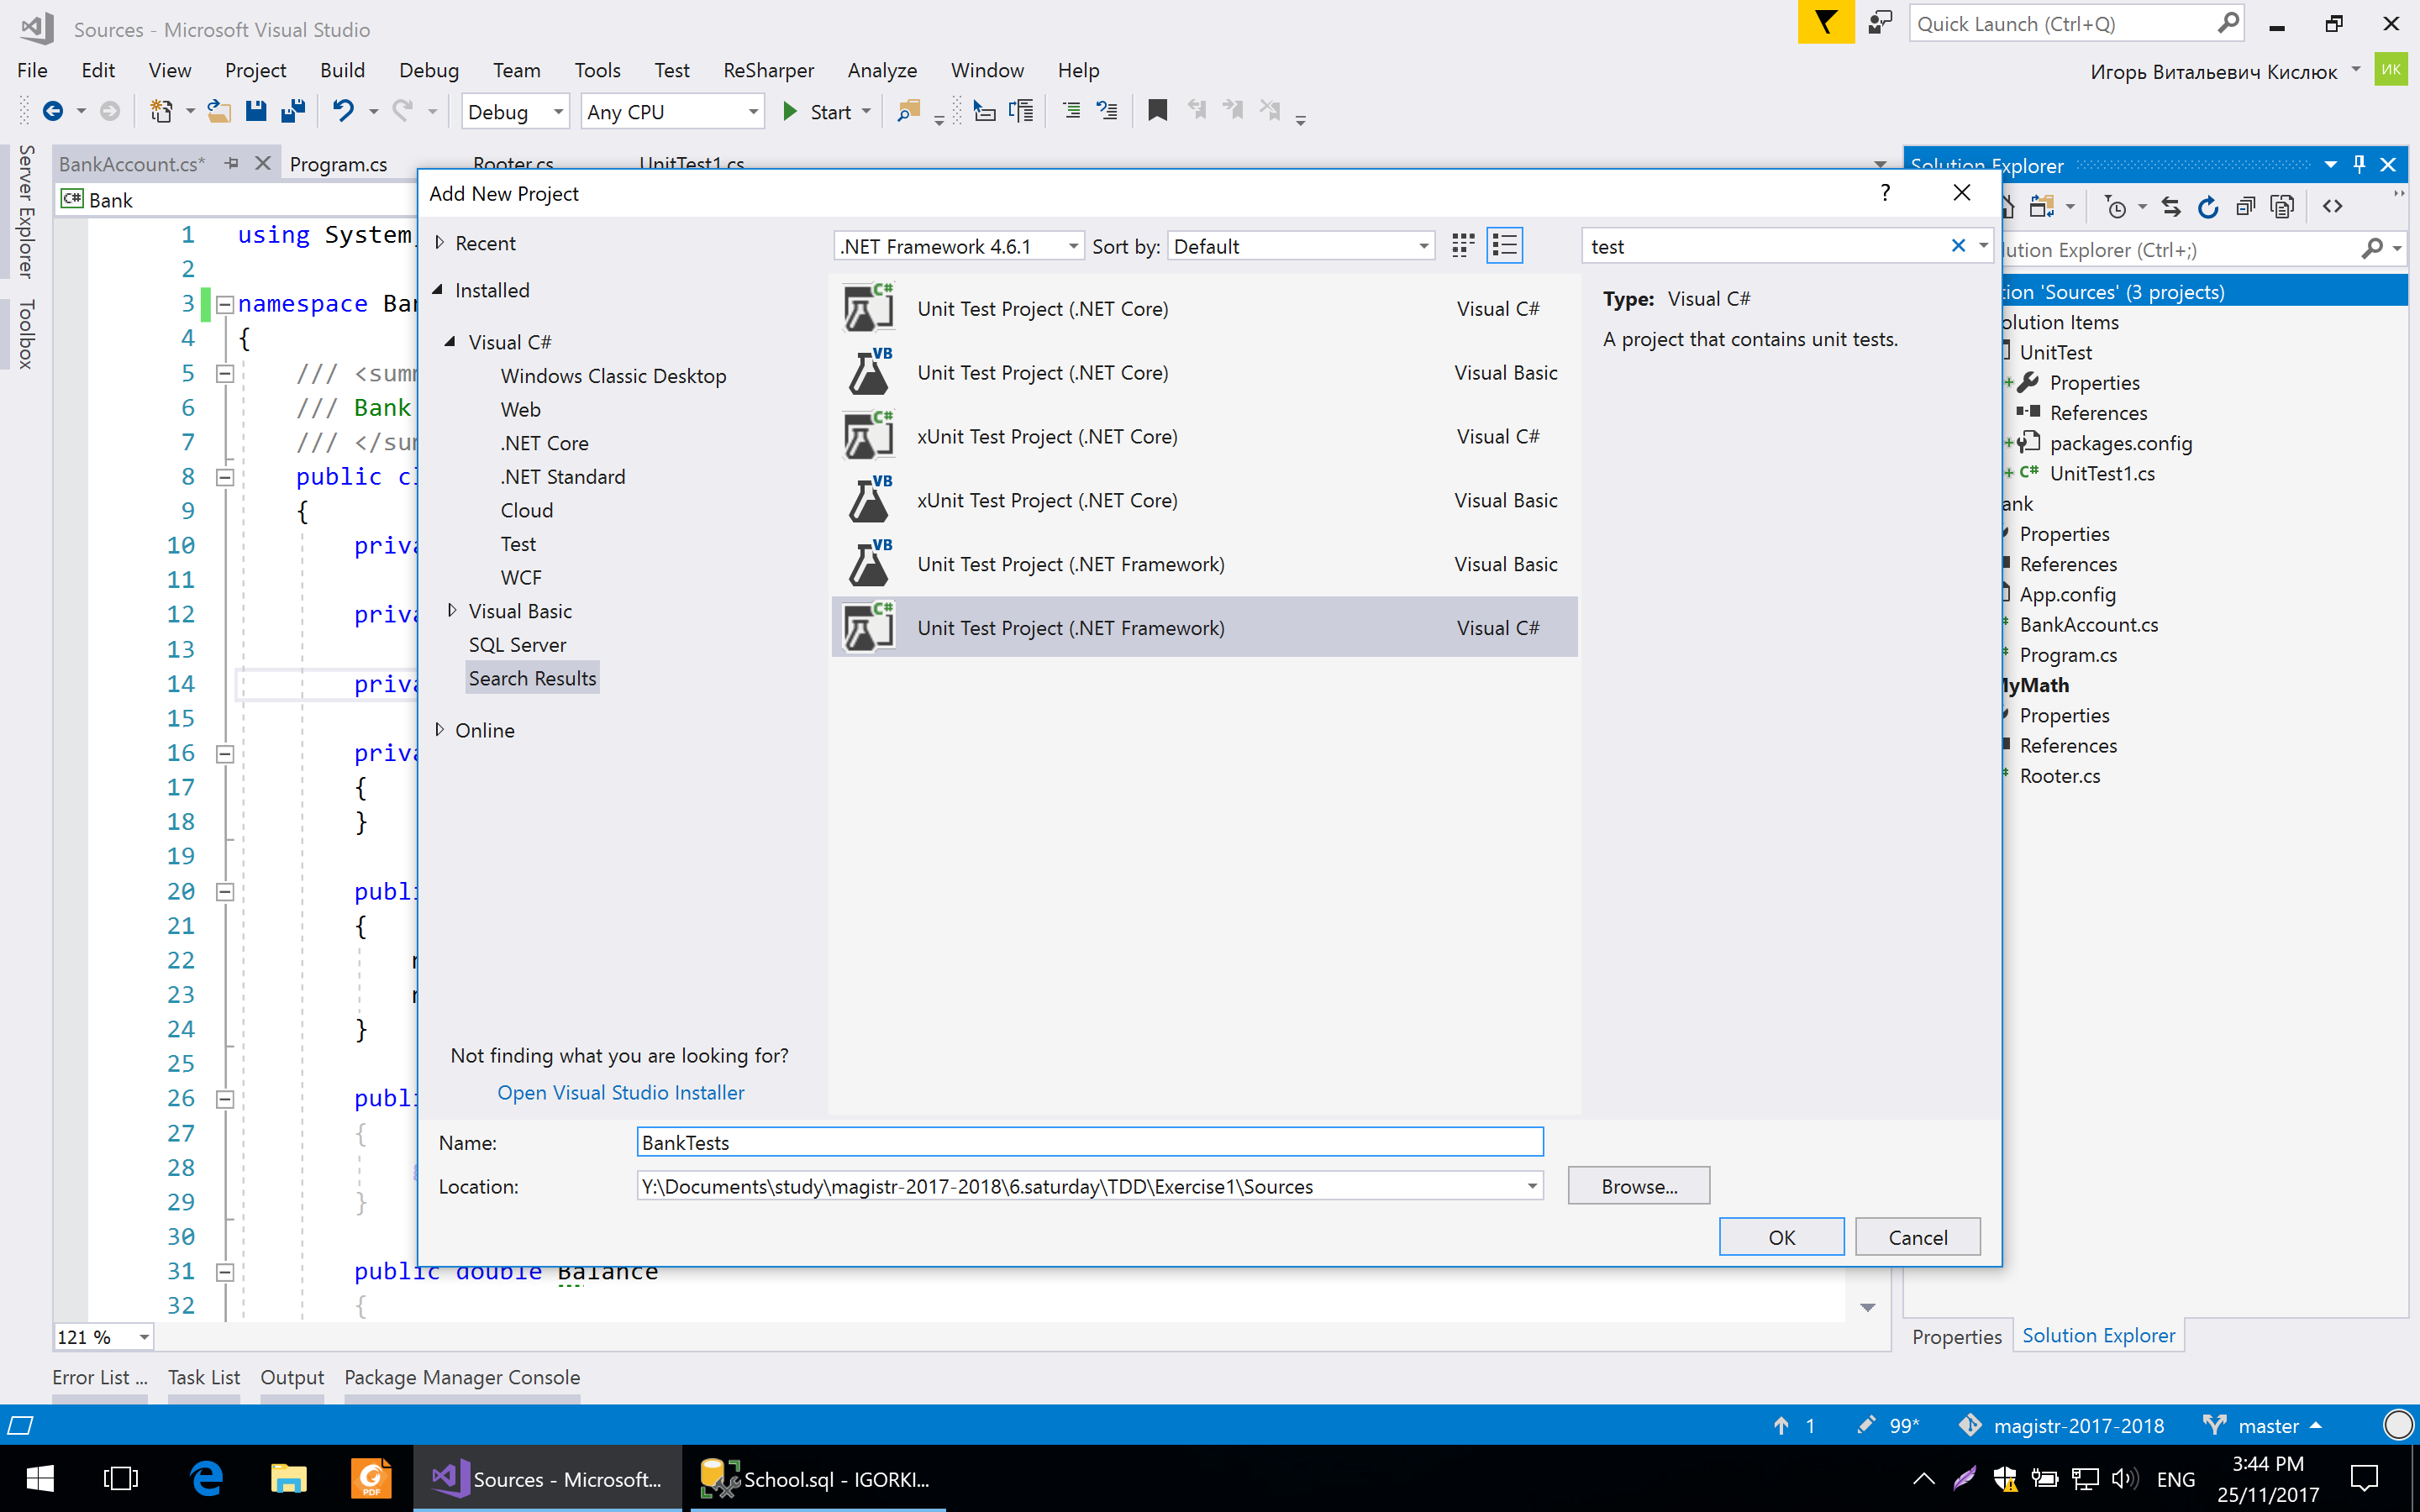 Sources - Microsoft Visual Studio
Quick Launch (Ctrl+Q)
File Edit View Project Build Debug Team Tools Test ReSharper Analyze Window Help
Игорь Витальевич Кислюк
ИК
Debug
Any CPU
Start
Server Explorer
Toolbox
BankAccount.cs*
Program.cs
Rooter.cs
UnitTest1.cs
C# Bank
1 using System
2
3 namespace Ba
4 {
5 /// <sum
6 /// Bank
7 /// </su
8 public c
9 {
10 priv
11
12 priv
13
14 priv
15
16 priv
17 {
18 }
19
20 publ
21 {
22
23
24 }
25
26 publ
27 {
28
29 }
30
31 public double Balance
32 {
121 %
Add New Project
?
Recent
Installed
Visual C#
Windows Classic Desktop
Web
.NET Core
.NET Standard
Cloud
Test
WCF
Visual Basic
SQL Server
Search Results
Online
Not finding what you are looking for?
Open Visual Studio Installer
.NET Framework 4.6.1
Sort by: Default
test
C# Unit Test Project (.NET Core) Visual C#
VB Unit Test Project (.NET Core) Visual Basic
C# xUnit Test Project (.NET Core) Visual C#
VB xUnit Test Project (.NET Core) Visual Basic
VB Unit Test Project (.NET Framework) Visual Basic
C# Unit Test Project (.NET Framework) Visual C#
Type: Visual C#
A project that contains unit tests.
Name: BankTests
Location: Y:\Documents\study\magistr-2017-2018\6.saturday\TDD\Exercise1\Sources
Browse...
OK
Cancel
Solution Explorer
lution Explorer (Ctrl+;)
tion 'Sources' (3 projects)
olution Items
UnitTest
Properties
References
packages.config
C# UnitTest1.cs
ank
Properties
References
App.config
BankAccount.cs
Program.cs
MyMath
Properties
References
Rooter.cs
Properties
Solution Explorer
Error List ...
Task List
Output
Package Manager Console
1
99*
magistr-2017-2018
master
PDF
Sources - Microsoft...
School.sql - IGORKI...
ENG
3:44 PM
25/11/2017